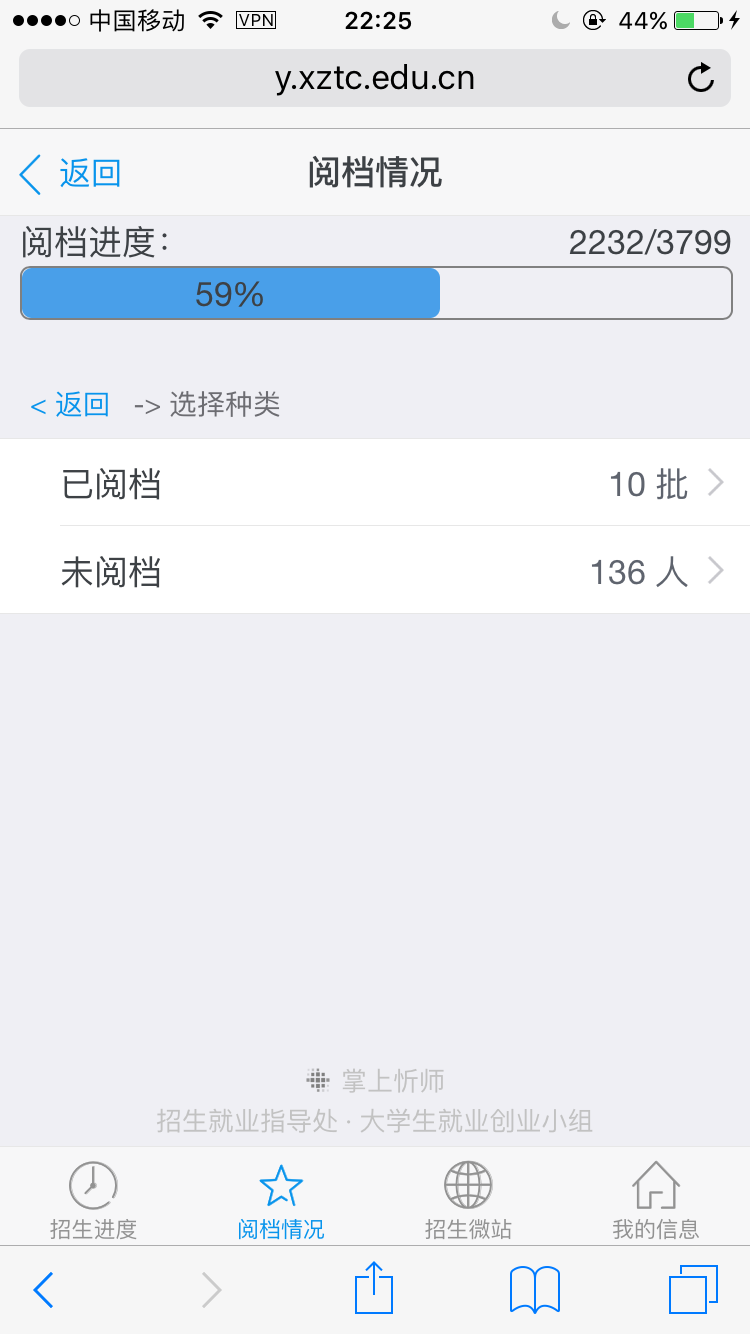 中国移动 VPN 22:25 44%
y.xztc.edu.cn
返回 阅档情况
阅档进度： 2232/3799
59%
< 返回 -> 选择种类
已阅档 10 批
未阅档 136 人
掌上忻师
招生就业指导处 · 大学生就业创业小组
招生进度 阅档情况 招生微站 我的信息